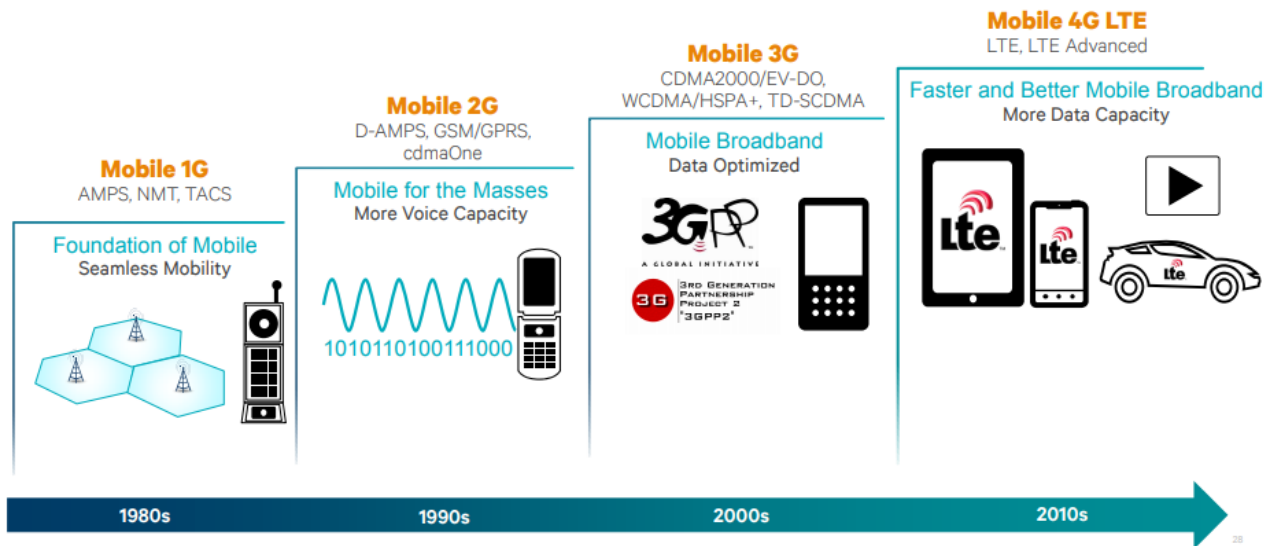 Mobile 1G
AMPS, NMT, TACS
Foundation of Mobile
Seamless Mobility
Mobile 2G
D-AMPS, GSM/GPRS,
cdmaOne
Mobile for the Masses
More Voice Capacity
10101101001110​00
Mobile 3G
CDMA2000/EV-DO,
WCDMA/HSPA+, TD-SCDMA
Mobile Broadband
Data Optimized
3GPP
A GLOBAL INITIATIVE
3G
3RD GENERATION
PARTNERSHIP
PROJECT 2
"3GPP2"
Mobile 4G LTE
LTE, LTE Advanced
Faster and Better Mobile Broadband
More Data Capacity
Lte
Lte
Lte
1980s
1990s
2000s
2010s
28